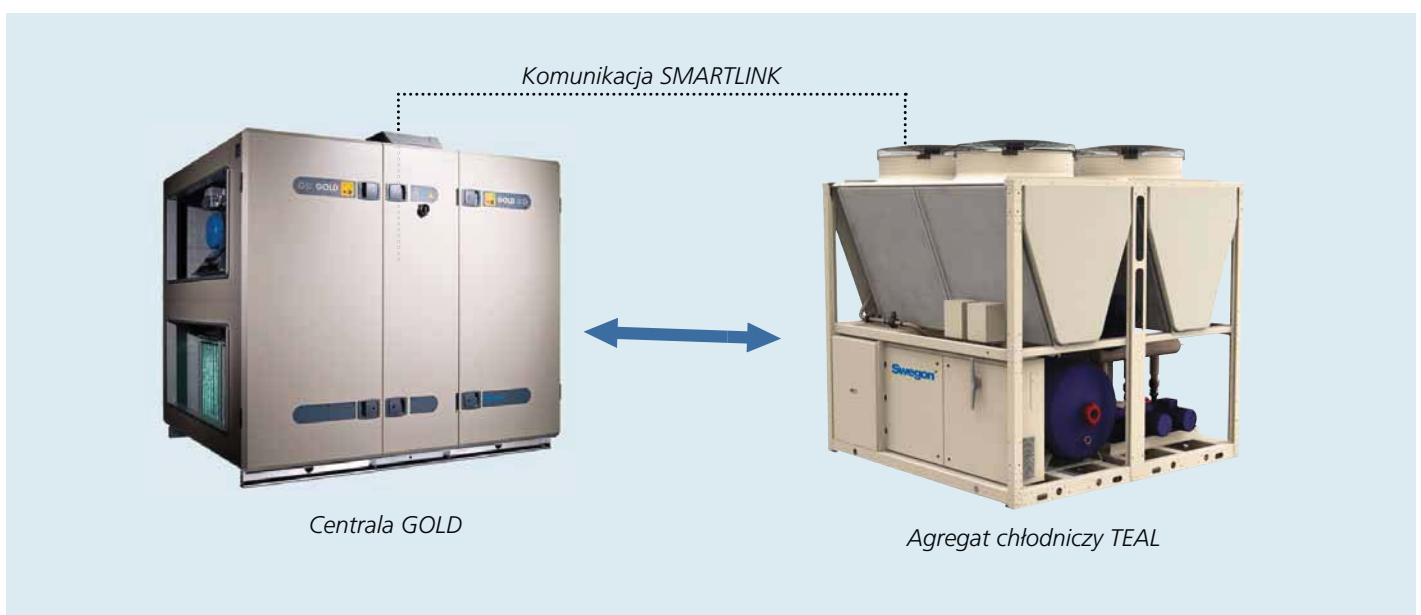 Komunikacja SMARTLINK
GOLD
GOLD
Swegon
Centrala GOLD
Agregat chłodniczy TEAL